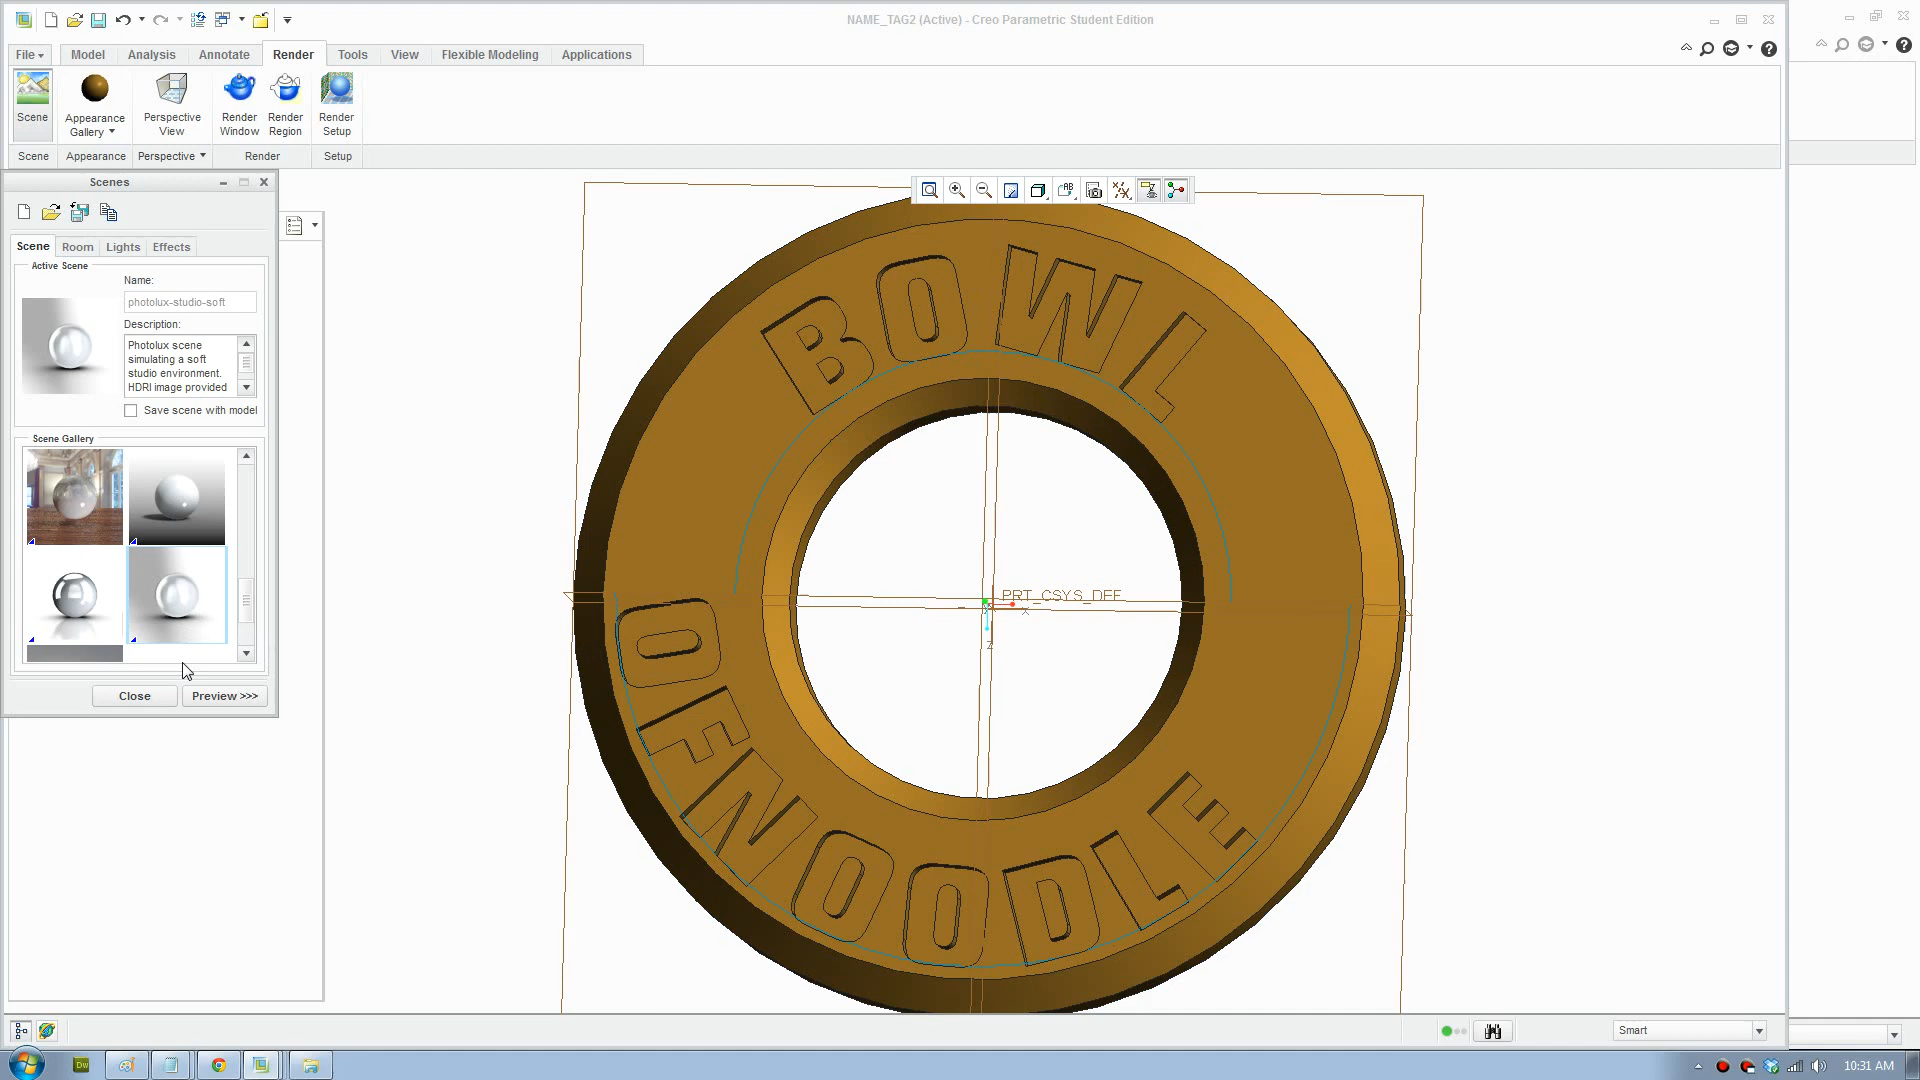 NAME_TAG2 (Active) - Creo Parametric Student Edition
File Model Analysis Annotate Render Tools View Flexible Modeling Applications
Scene
Appearance Gallery
Perspective View
Render Window
Render Region
Render Setup
Scene Appearance Perspective Render Setup
Scenes
Scene Room Lights Effects
Active Scene
Name:
photolux-studio-soft
Description:
Photolux scene
simulating a soft
studio environment.
HDRI image provided
Save scene with model
Scene Gallery
Close Preview >>>
BOWL
OFNOODLE
PRT_CSYS_DEF
X
Z
Smart
Dw
10:31 AM